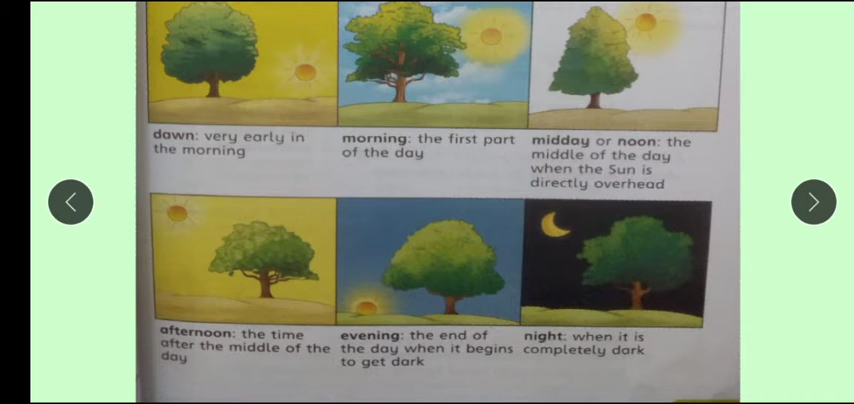 dawn: very early in
the morning
morning: the first part
of the day
midday or noon: the
middle of the day
when the Sun is
directly overhead
afternoon: the time
after the middle of the
day
evening: the end of
the day when it begins
to get dark
night: when it is
completely dark